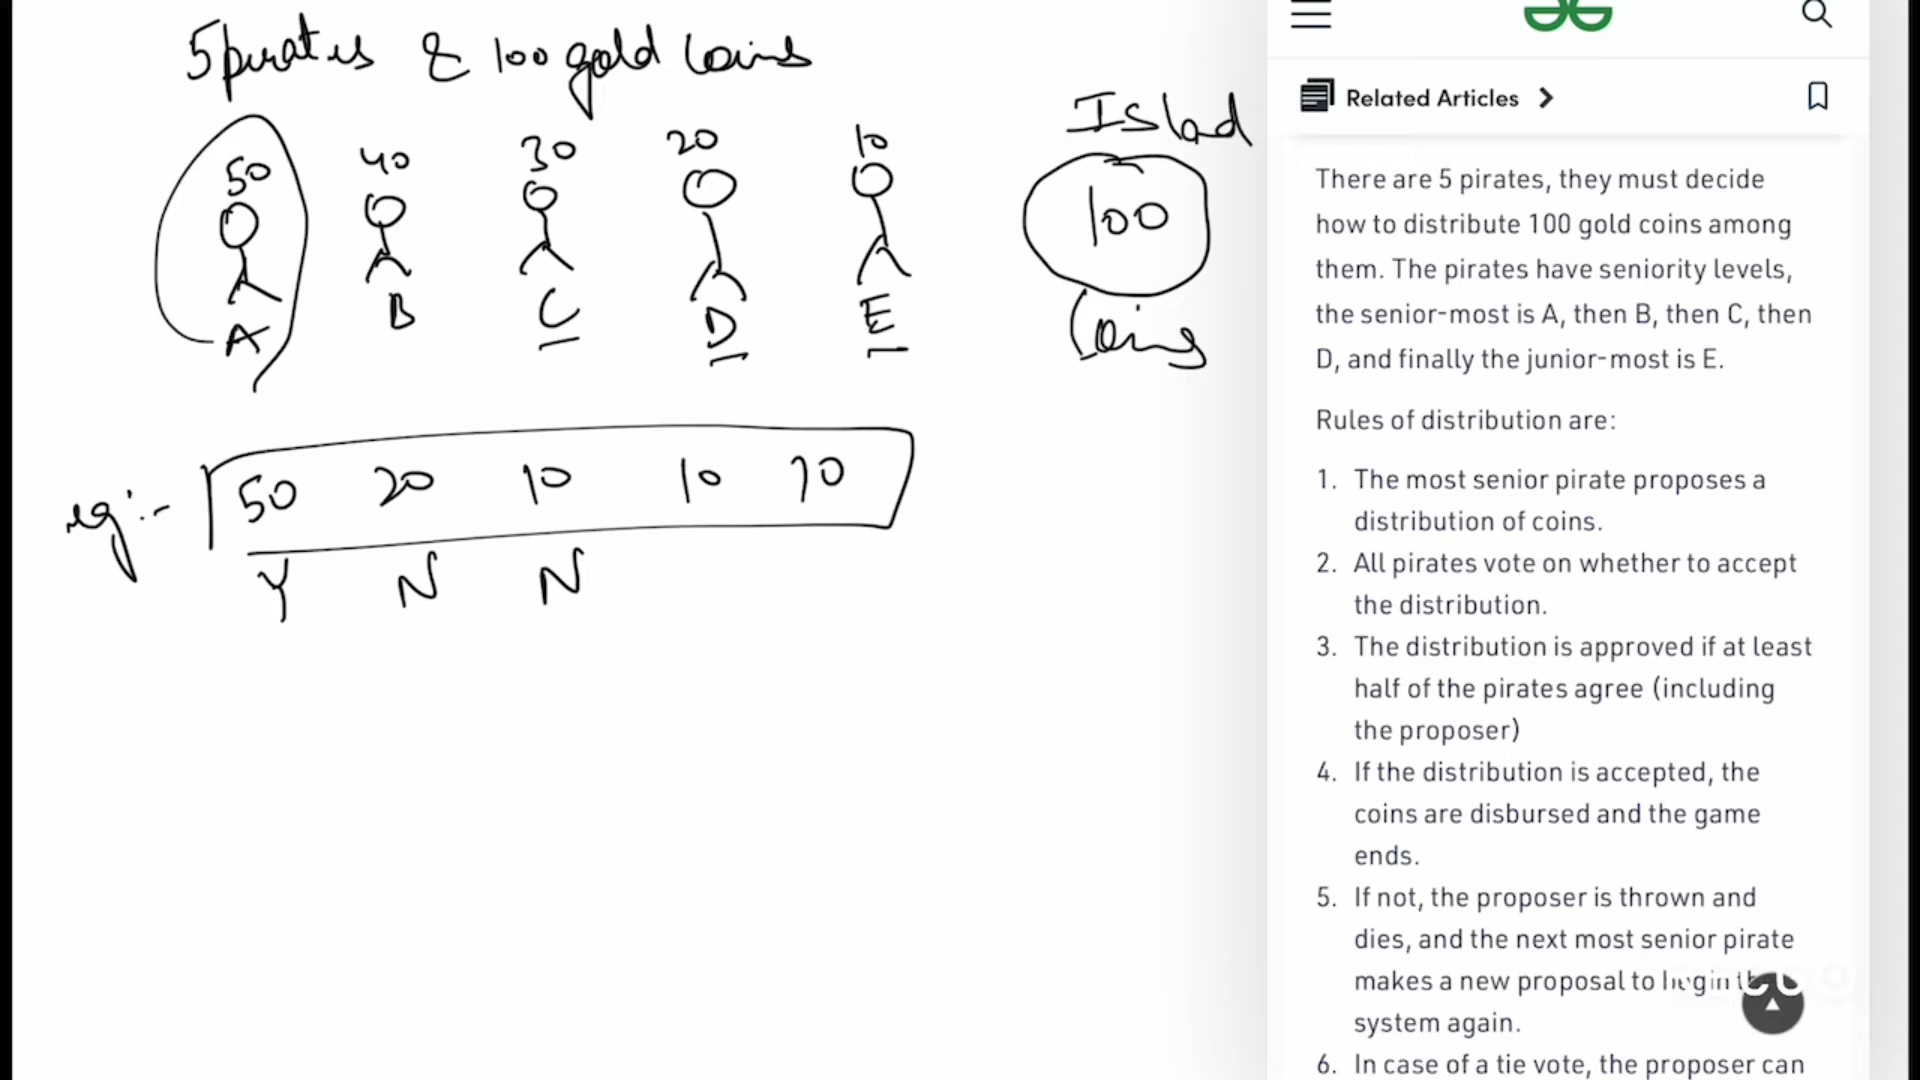 5 pirates & 100 gold coins
Island
50 40 30 20 10
100
A B C D E
Coins
eg:- 50 20 10 10 10
Y N N
Related Articles
There are 5 pirates, they must decide
how to distribute 100 gold coins among
them. The pirates have seniority levels,
the senior-most is A, then B, then C, then
D, and finally the junior-most is E.
Rules of distribution are:
1. The most senior pirate proposes a
distribution of coins.
2. All pirates vote on whether to accept
the distribution.
3. The distribution is approved if at least
half of the pirates agree (including
the proposer)
4. If the distribution is accepted, the
coins are disbursed and the game
ends.
5. If not, the proposer is thrown and
dies, and the next most senior pirate
makes a new proposal to begin
system again.
6. In case of a tie vote, the proposer can